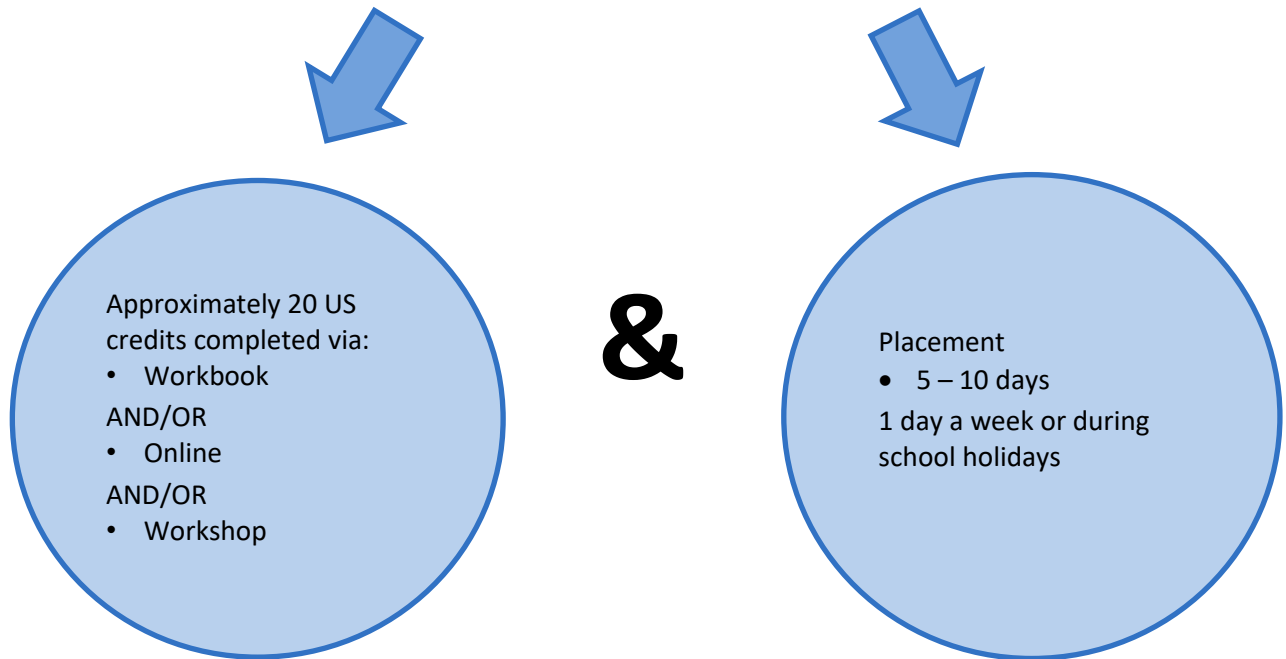 Approximately 20 US
credits completed via:
• Workbook
AND/OR
• Online
AND/OR
• Workshop
&
Placement
• 5 – 10 days
1 day a week or during
school holidays